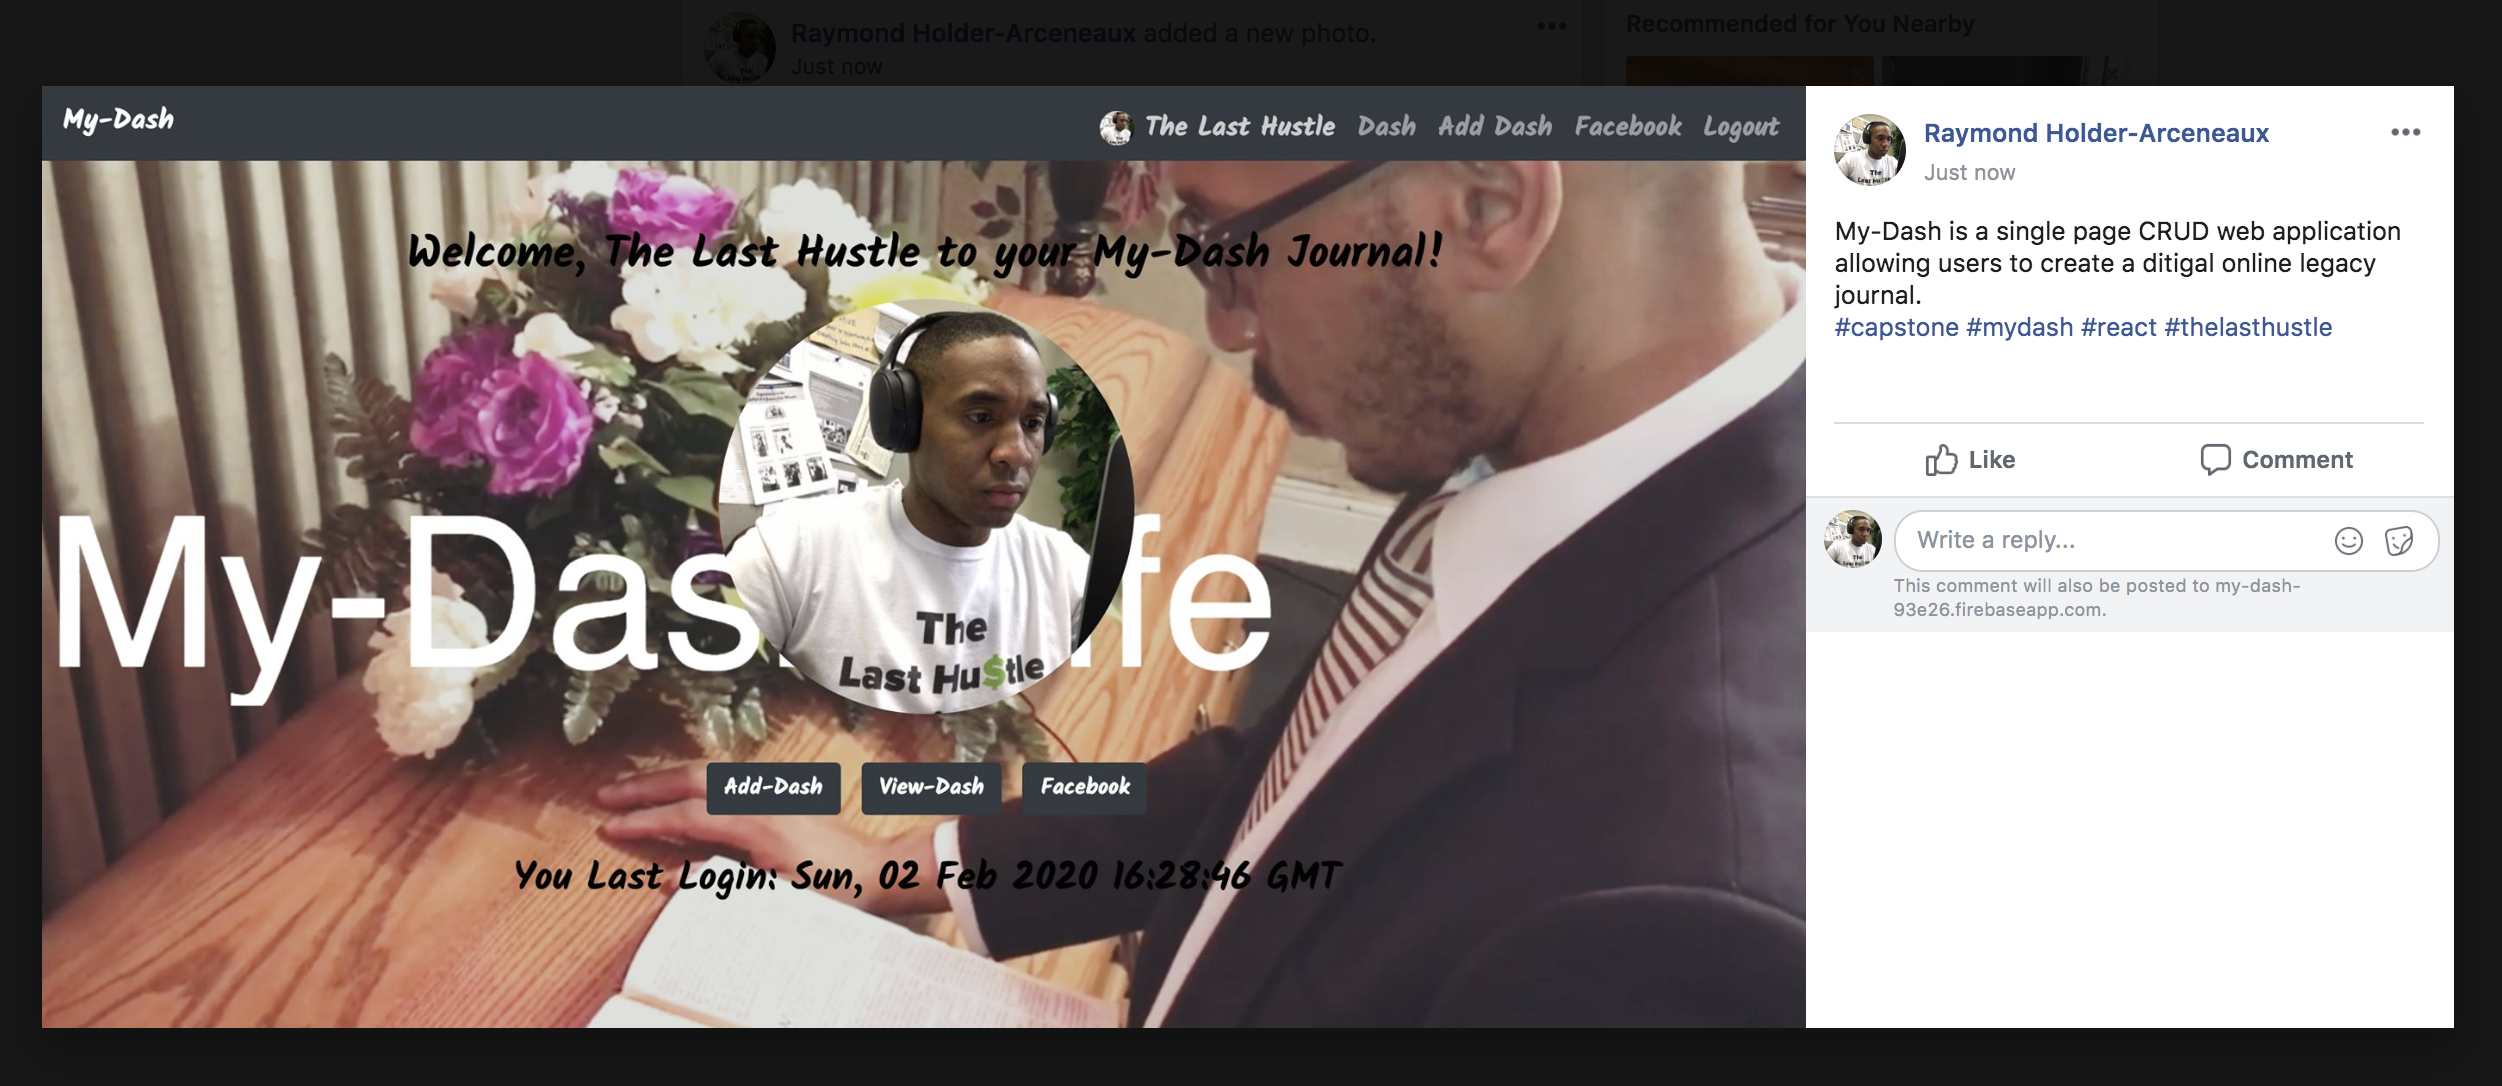 Raymond Holder-Arceneaux added a new photo.
Just now
Recommended for You Nearby
My-Dash
The Last Hustle Dash Add Dash Facebook Logout
Welcome, The Last Hustle to your My-Dash Journal!
My-Das fe
The
Last Hu$tle
Add-Dash View-Dash Facebook
You Last Login: Sun, 02 Feb 2020 16:28:46 GMT
Raymond Holder-Arceneaux
Just now
My-Dash is a single page CRUD web application
allowing users to create a ditigal online legacy
journal.
#capstone #mydash #react #thelasthustle
Like Comment
Write a reply...
This comment will also be posted to my-dash-
93e26.firebaseapp.com.